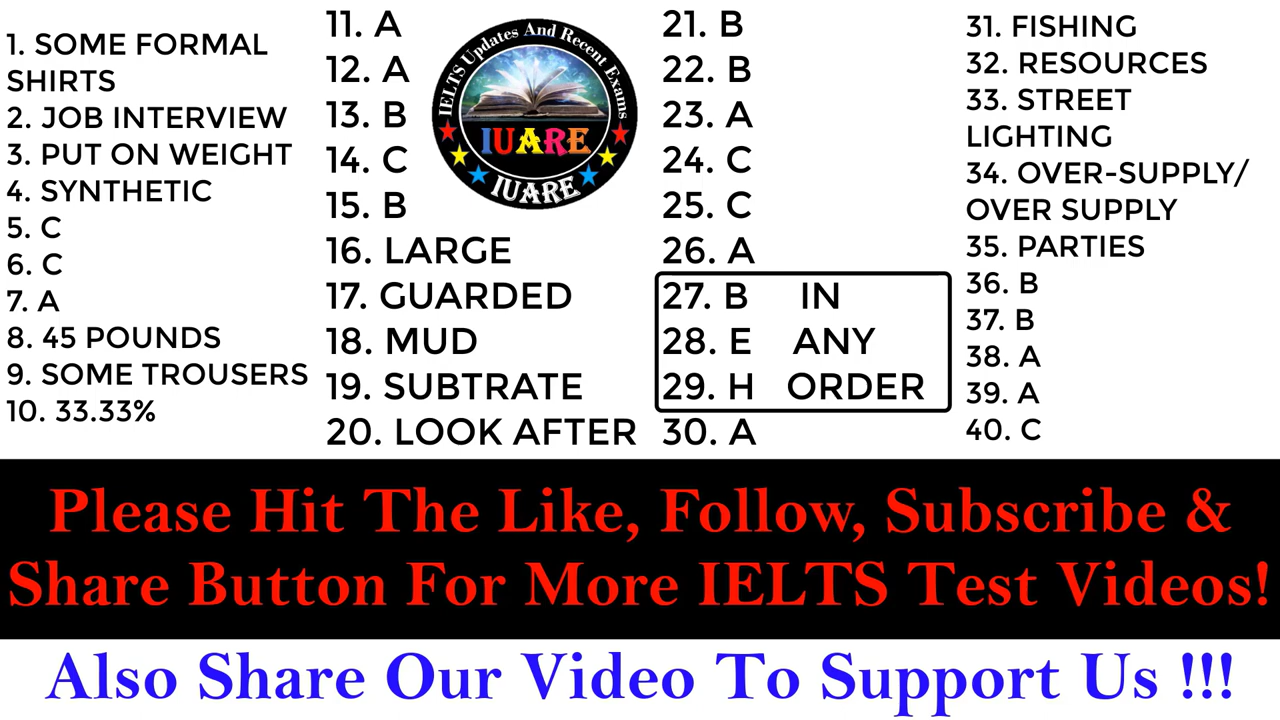 1. SOME FORMAL
SHIRTS
2. JOB INTERVIEW
3. PUT ON WEIGHT
4. SYNTHETIC
5. C
6. C
7. A
8. 45 POUNDS
9. SOME TROUSERS
10. 33.33%
11. A
12. A
13. B
14. C
15. B
16. LARGE
17. GUARDED
18. MUD
19. SUBTRATE
20. LOOK AFTER
IELTS Updates And Recent Exams
IUARE
IUARE
21. B
22. B
23. A
24. C
25. C
26. A
27. B IN
28. E ANY
29. H ORDER
30. A
31. FISHING
32. RESOURCES
33. STREET
LIGHTING
34. OVER-SUPPLY/
OVER SUPPLY
35. PARTIES
36. B
37. B
38. A
39. A
40. C
Please Hit The Like, Follow, Subscribe &
Share Button For More IELTS Test Videos!
Also Share Our Video To Support Us !!!